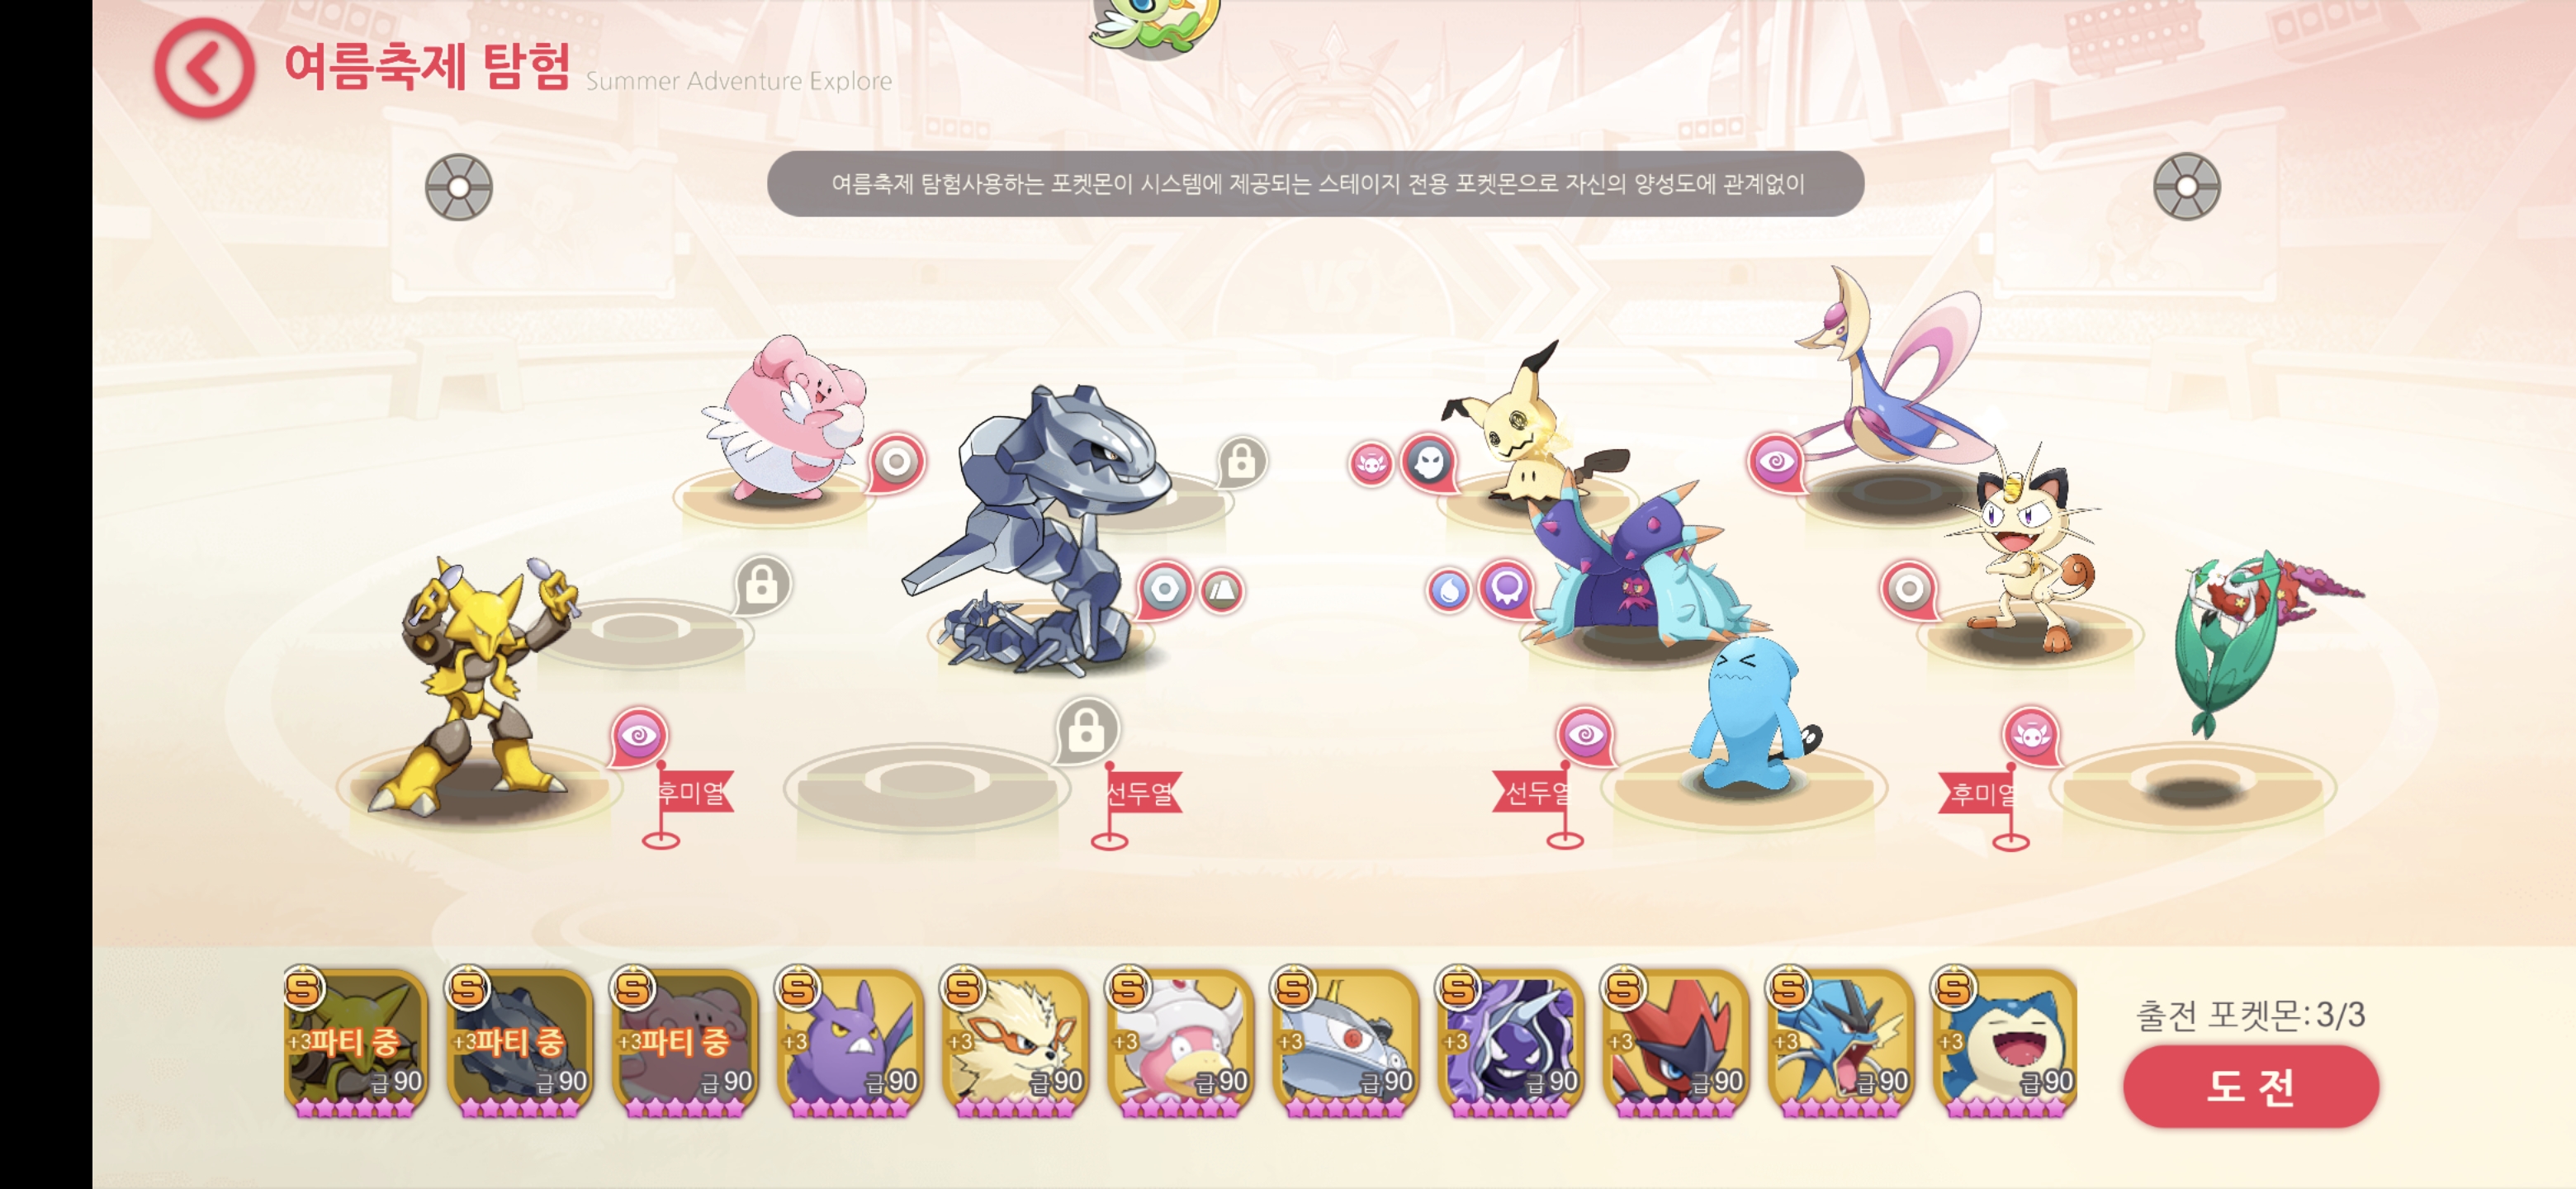 여름축제 탐험 Summer Adventure Explore
여름축제 탐험사용하는 포켓몬이 시스템에 제공되는 스테이지 전용 포켓몬으로 자신의 양성도에 관계없이
VS
후미열 선두열 선두열 후미열
S S S S S S S S S S S
+3파티 중 +3파티 중 +3파티 중 +3 +3 +3 +3 +3 +3 +3 +3
급90 급90 급90 급90 급90 급90 급90 급90 급90 급90 급90
출전 포켓몬: 3/3
도전